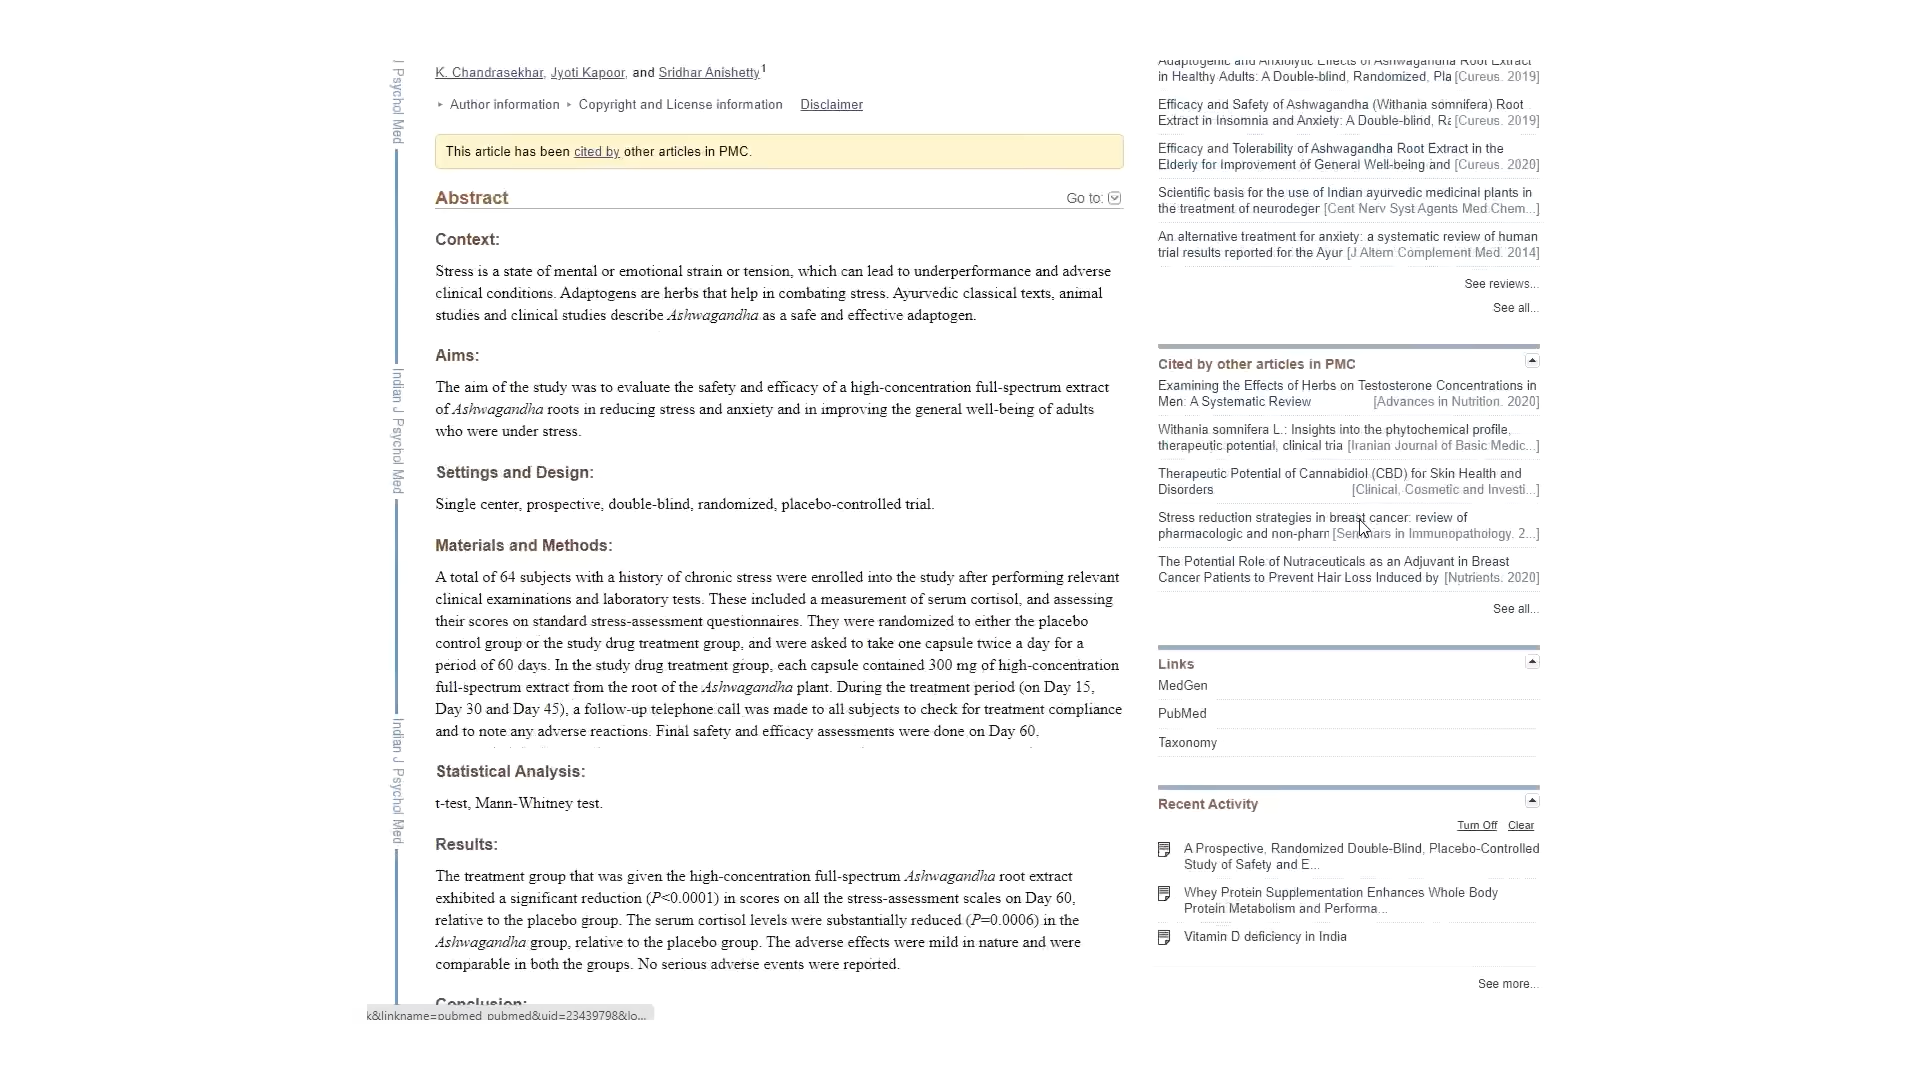 J Psychol Med
Indian J Psychol Med
Indian J Psychol Med
K. Chandrasekhar, Jyoti Kapoor, and Sridhar Anishetty1
Author information Copyright and License information Disclaimer
This article has been cited by other articles in PMC.
Abstract Go to:
Context:
Stress is a state of mental or emotional strain or tension, which can lead to underperformance and adverse
clinical conditions. Adaptogens are herbs that help in combating stress. Ayurvedic classical texts, animal
studies and clinical studies describe Ashwagandha as a safe and effective adaptogen.
Aims:
The aim of the study was to evaluate the safety and efficacy of a high-concentration full-spectrum extract
of Ashwagandha roots in reducing stress and anxiety and in improving the general well-being of adults
who were under stress.
Settings and Design:
Single center, prospective, double-blind, randomized, placebo-controlled trial.
Materials and Methods:
A total of 64 subjects with a history of chronic stress were enrolled into the study after performing relevant
clinical examinations and laboratory tests. These included a measurement of serum cortisol, and assessing
their scores on standard stress-assessment questionnaires. They were randomized to either the placebo
control group or the study drug treatment group, and were asked to take one capsule twice a day for a
period of 60 days. In the study drug treatment group, each capsule contained 300 mg of high-concentration
full-spectrum extract from the root of the Ashwagandha plant. During the treatment period (on Day 15,
Day 30 and Day 45), a follow-up telephone call was made to all subjects to check for treatment compliance
and to note any adverse reactions. Final safety and efficacy assessments were done on Day 60.
Statistical Analysis:
t-test, Mann-Whitney test.
Results:
The treatment group that was given the high-concentration full-spectrum Ashwagandha root extract
exhibited a significant reduction (P<0.0001) in scores on all the stress-assessment scales on Day 60,
relative to the placebo group. The serum cortisol levels were substantially reduced (P=0.0006) in the
Ashwagandha group, relative to the placebo group. The adverse effects were mild in nature and were
comparable in both the groups. No serious adverse events were reported.
Conclusion:
k&linkname=pubmed_pubmed&uid=23439798&lo...
Adaptogenic and Anxiolytic Effects of Ashwagandha Root Extract
in Healthy Adults: A Double-blind, Randomized, Pla [Cureus. 2019]
Efficacy and Safety of Ashwagandha (Withania somnifera) Root
Extract in Insomnia and Anxiety: A Double-blind, Ra [Cureus. 2019]
Efficacy and Tolerability of Ashwagandha Root Extract in the
Elderly for Improvement of General Well-being and [Cureus. 2020]
Scientific basis for the use of Indian ayurvedic medicinal plants in
the treatment of neurodeger [Cent Nerv Syst Agents Med Chem...]
An alternative treatment for anxiety: a systematic review of human
trial results reported for the Ayur [J Altern Complement Med. 2014]
See reviews...
See all...
Cited by other articles in PMC
Examining the Effects of Herbs on Testosterone Concentrations in
Men: A Systematic Review [Advances in Nutrition. 2020]
Withania somnifera L.: Insights into the phytochemical profile,
therapeutic potential, clinical tria [Iranian Journal of Basic Medic...]
Therapeutic Potential of Cannabidiol (CBD) for Skin Health and
Disorders [Clinical, Cosmetic and Investi...]
Stress reduction strategies in breast cancer: review of
pharmacologic and non-pharm [Seminars in Immunopathology. 2...]
The Potential Role of Nutraceuticals as an Adjuvant in Breast
Cancer Patients to Prevent Hair Loss Induced by [Nutrients. 2020]
See all...
Links
MedGen
PubMed
Taxonomy
Recent Activity
Turn Off Clear
A Prospective, Randomized Double-Blind, Placebo-Controlled
Study of Safety and E...
Whey Protein Supplementation Enhances Whole Body
Protein Metabolism and Performa...
Vitamin D deficiency in India
See more...